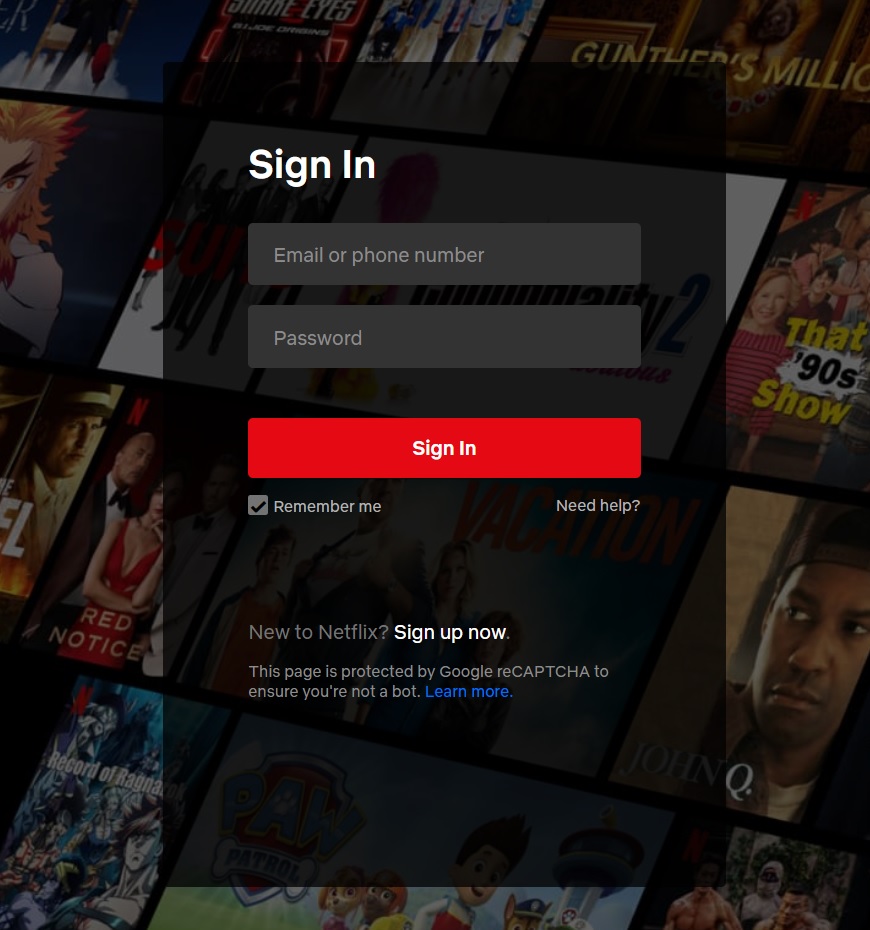 SNAKE EYES
G.I. JOE ORIGINS
GUNTHER'S MILLIO
Sign In
Email or phone number
Password
2
That
'90s
Show
Sign In
Remember me
Need help?
N
VACATION
RED
NOTICE
New to Netflix? Sign up now.
This page is protected by Google reCAPTCHA to
ensure you're not a bot. Learn more.
JOHN Q.
N
Record of Ragna
PAW
PATROL